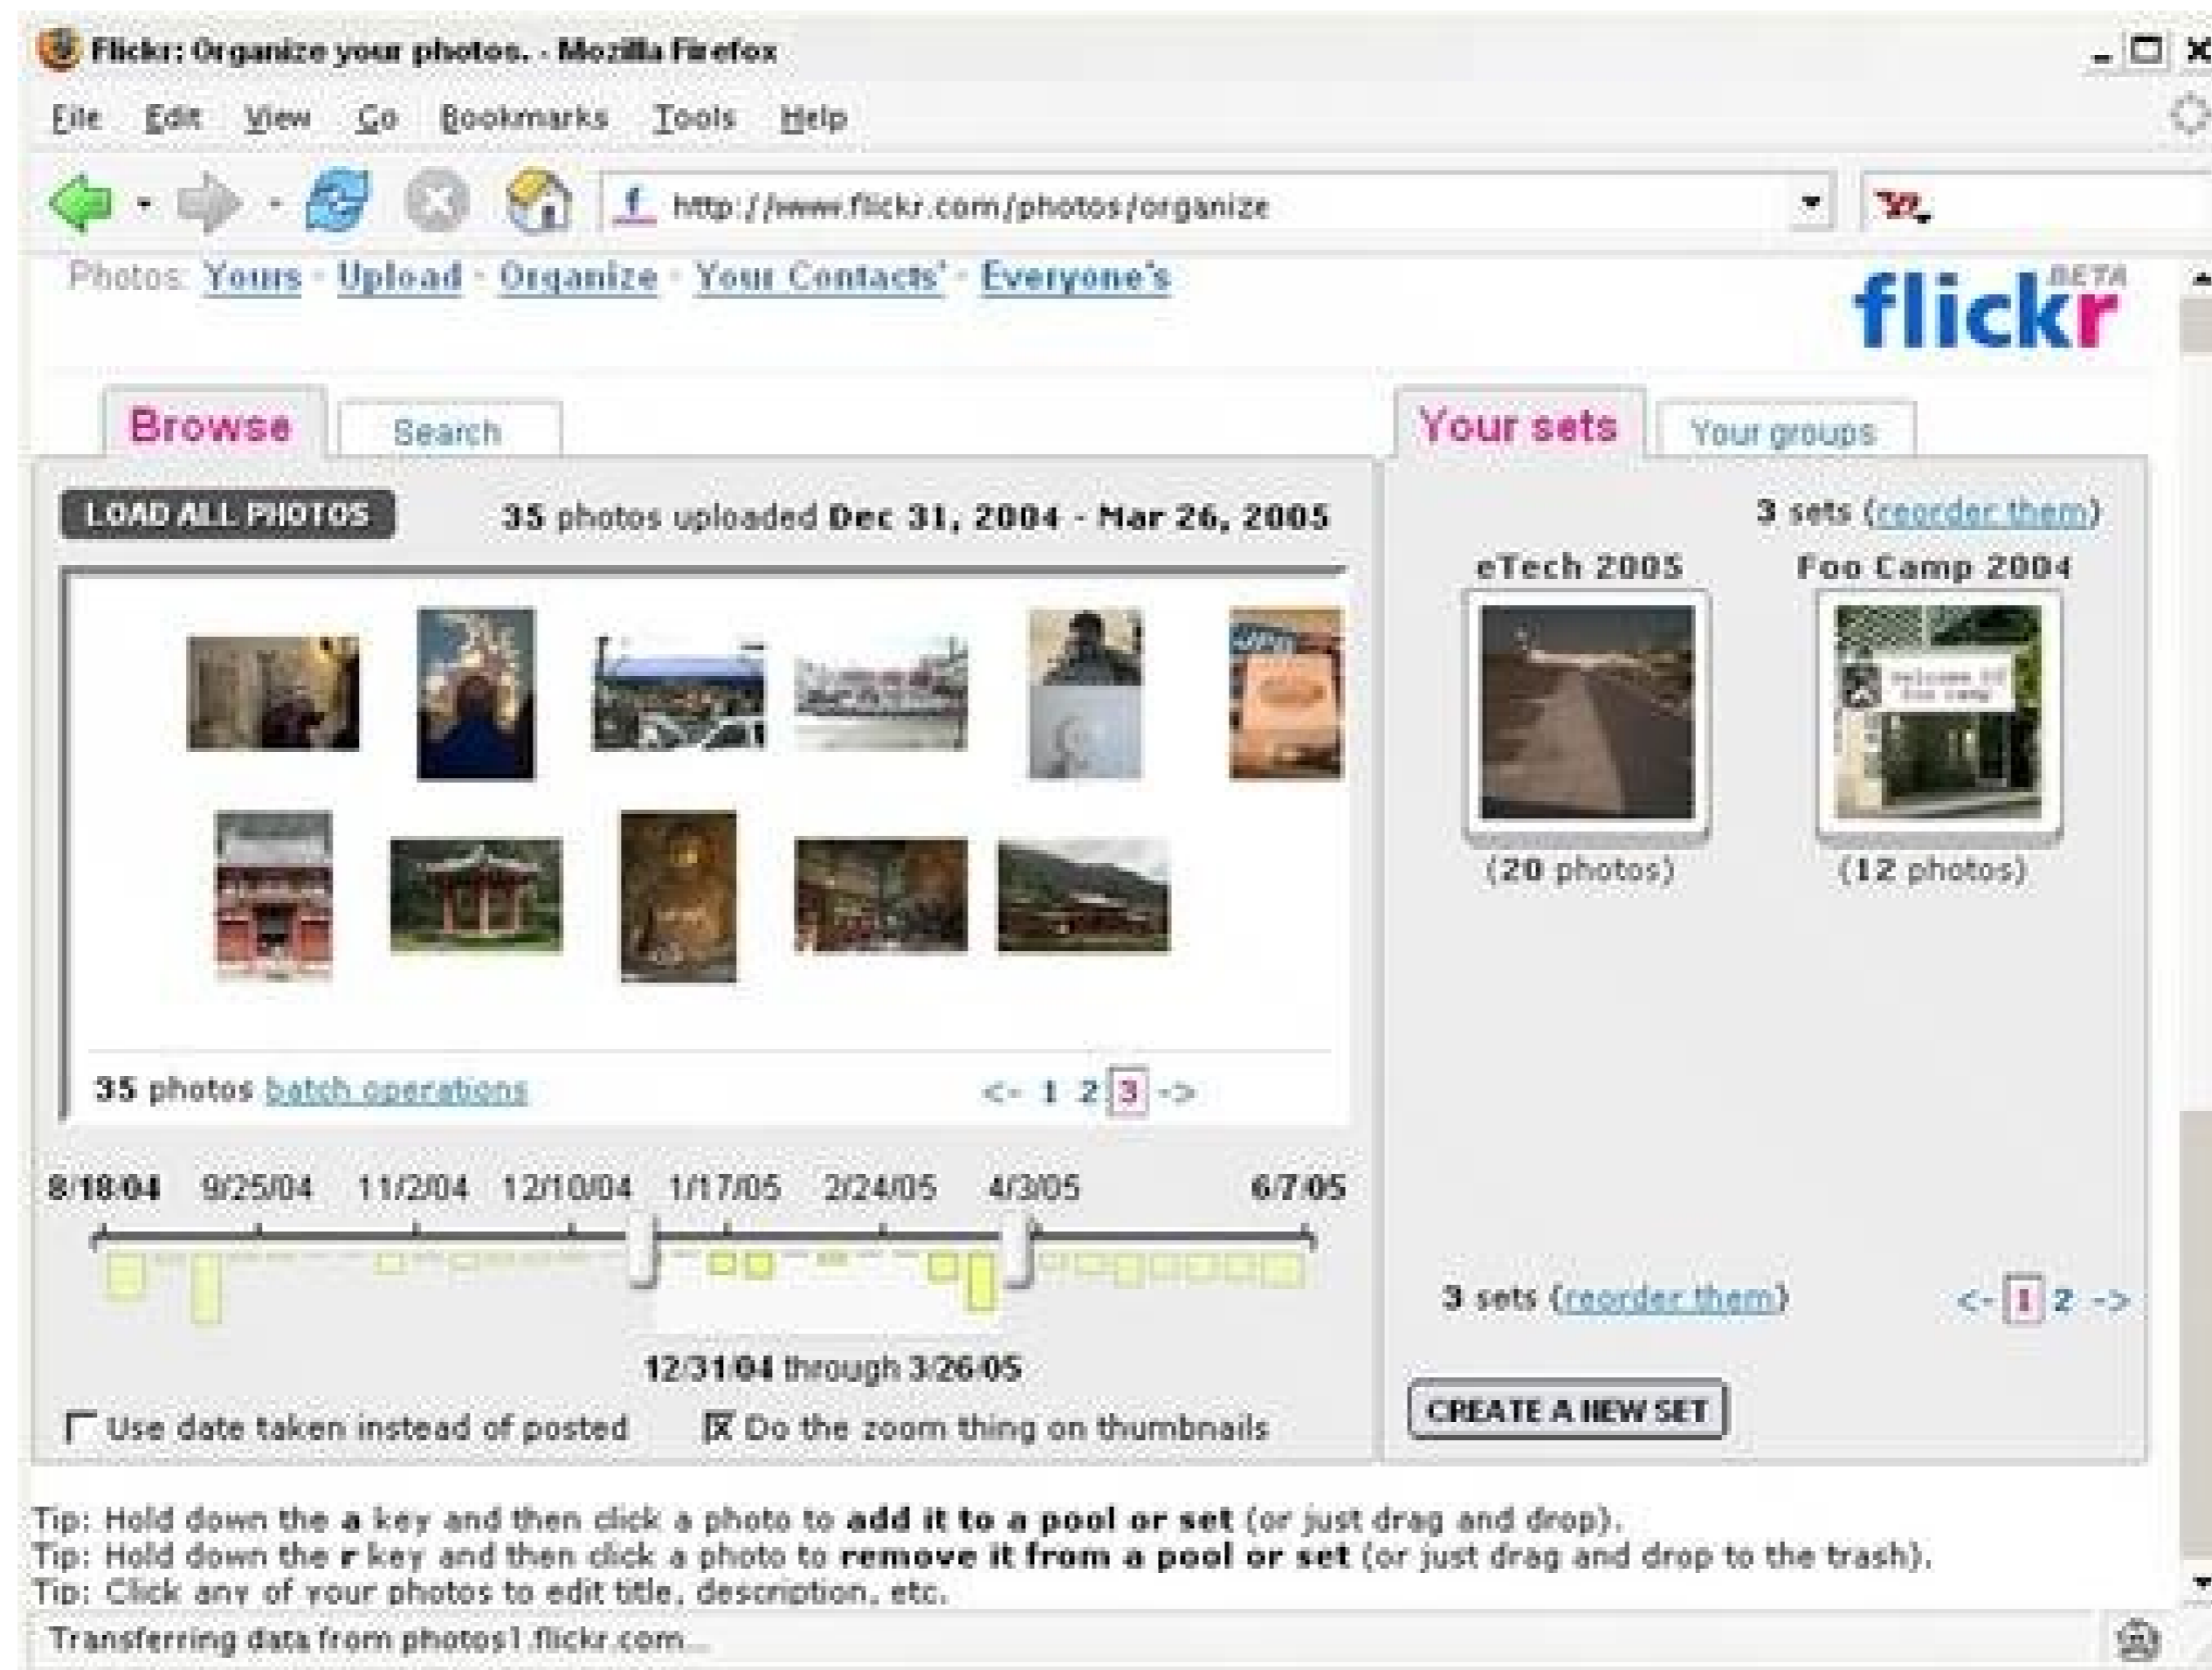 Flickr: Organize your photos. - Mozilla Firefox
File Edit View Go Bookmarks Tools Help
http://www.flickr.com/photos/organize
Photos: Yours - Upload - Organize - Your Contacts' - Everyone's
flickr BETA
Browse Search
Your sets Your groups
LOAD ALL PHOTOS 35 photos uploaded Dec 31, 2004 - Mar 26, 2005
3 sets (reorder them)
eTech 2005 Foo Camp 2004
welcome to
foo camp
(20 photos) (12 photos)
35 photos batch operations <- 1 2 3 ->
8/18/04 9/25/04 11/2/04 12/10/04 1/17/05 2/24/05 4/3/05 6/7/05
12/31/04 through 3/26/05
Use date taken instead of posted Do the zoom thing on thumbnails
3 sets (reorder them) <- 1 2 ->
CREATE A NEW SET
Tip: Hold down the a key and then click a photo to add it to a pool or set (or just drag and drop).
Tip: Hold down the r key and then click a photo to remove it from a pool or set (or just drag and drop to the trash).
Tip: Click any of your photos to edit title, description, etc.
Transferring data from photos1.flickr.com...